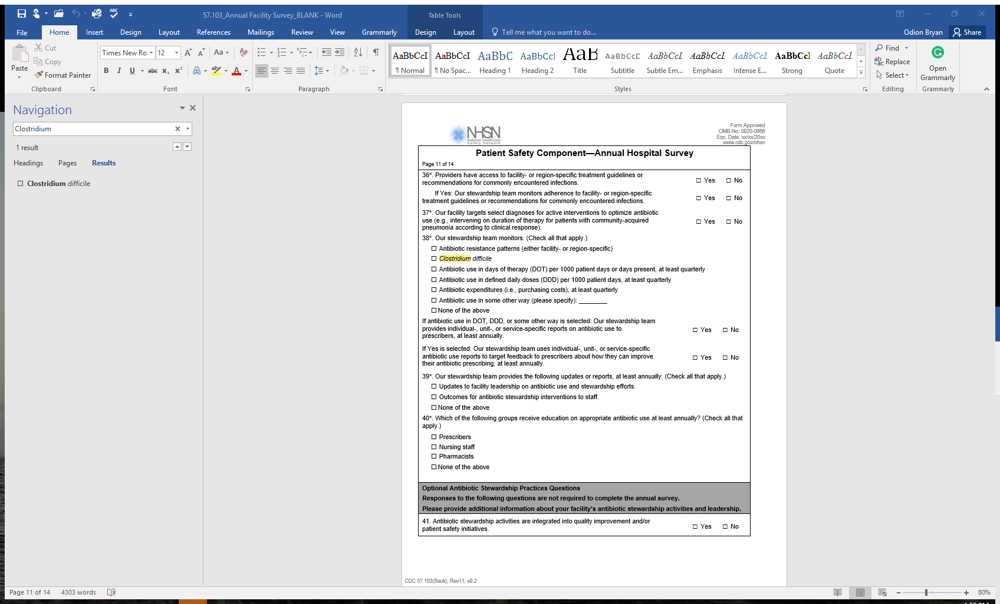 57.103_Annual Facility Survey_BLANK - Word
Table Tools
File Home Insert Design Layout References Mailings Review View Grammarly Design Layout Tell me what you want to do... Odion Bryan Share
Paste
Cut
Copy
Format Painter
Clipboard
Times New Ro 12
Font
Paragraph
AaBbCcI AaBbCcI AaBbC AaBbCcI AaB AaBbCcD AaBbCcL AaBbCcL AaBbCcL AaBbCcI AaBbCcL
¶ Normal ¶ No Spac... Heading 1 Heading 2 Title Subtitle Subtle Em... Emphasis Intense E... Strong Quote
Styles
Find
Replace
Select
Editing
Open
Grammarly
Grammarly
Navigation
Clostridium
1 result
Headings Pages Results
☐ Clostridium difficile
NHSN
National Healthcare
Safety Network
Form Approved
OMB No. 0920-0666
Exp. Date: xx/xx/20xx
www.cdc.gov/nhsn
Patient Safety Component—Annual Hospital Survey
Page 11 of 14
36*. Providers have access to facility- or region-specific treatment guidelines or
recommendations for commonly encountered infections. ☐ Yes ☐ No
If Yes: Our stewardship team monitors adherence to facility- or region-specific
treatment guidelines or recommendations for commonly encountered infections. ☐ Yes ☐ No
37*. Our facility targets select diagnoses for active interventions to optimize antibiotic
use (e.g., intervening on duration of therapy for patients with community-acquired
pneumonia according to clinical response). ☐ Yes ☐ No
38*. Our stewardship team monitors: (Check all that apply.)
☐ Antibiotic resistance patterns (either facility- or region-specific)
☐ Clostridium difficile
☐ Antibiotic use in days of therapy (DOT) per 1000 patient days or days present, at least quarterly
☐ Antibiotic use in defined daily doses (DDD) per 1000 patient days, at least quarterly
☐ Antibiotic expenditures (i.e., purchasing costs), at least quarterly
☐ Antibiotic use in some other way (please specify): ________
☐ None of the above
If antibiotic use in DOT, DDD, or some other way is selected: Our stewardship team
provides individual-, unit-, or service-specific reports on antibiotic use to
prescribers, at least annually. ☐ Yes ☐ No
If Yes is selected: Our stewardship team uses individual-, unit-, or service-specific
antibiotic use reports to target feedback to prescribers about how they can improve
their antibiotic prescribing, at least annually. ☐ Yes ☐ No
39*. Our stewardship team provides the following updates or reports, at least annually: (Check all that apply.)
☐ Updates to facility leadership on antibiotic use and stewardship efforts.
☐ Outcomes for antibiotic stewardship interventions to staff.
☐ None of the above
40*. Which of the following groups receive education on appropriate antibiotic use at least annually? (Check all that
apply.)
☐ Prescribers
☐ Nursing staff
☐ Pharmacists
☐ None of the above
Optional Antibiotic Stewardship Practices Questions
Responses to the following questions are not required to complete the annual survey.
Please provide additional information about your facility's antibiotic stewardship activities and leadership.
41. Antibiotic stewardship activities are integrated into quality improvement and/or
patient safety initiatives. ☐ Yes ☐ No
CDC 57.103(Back), Rev11, v9.2
Page 11 of 14 4303 words 80%